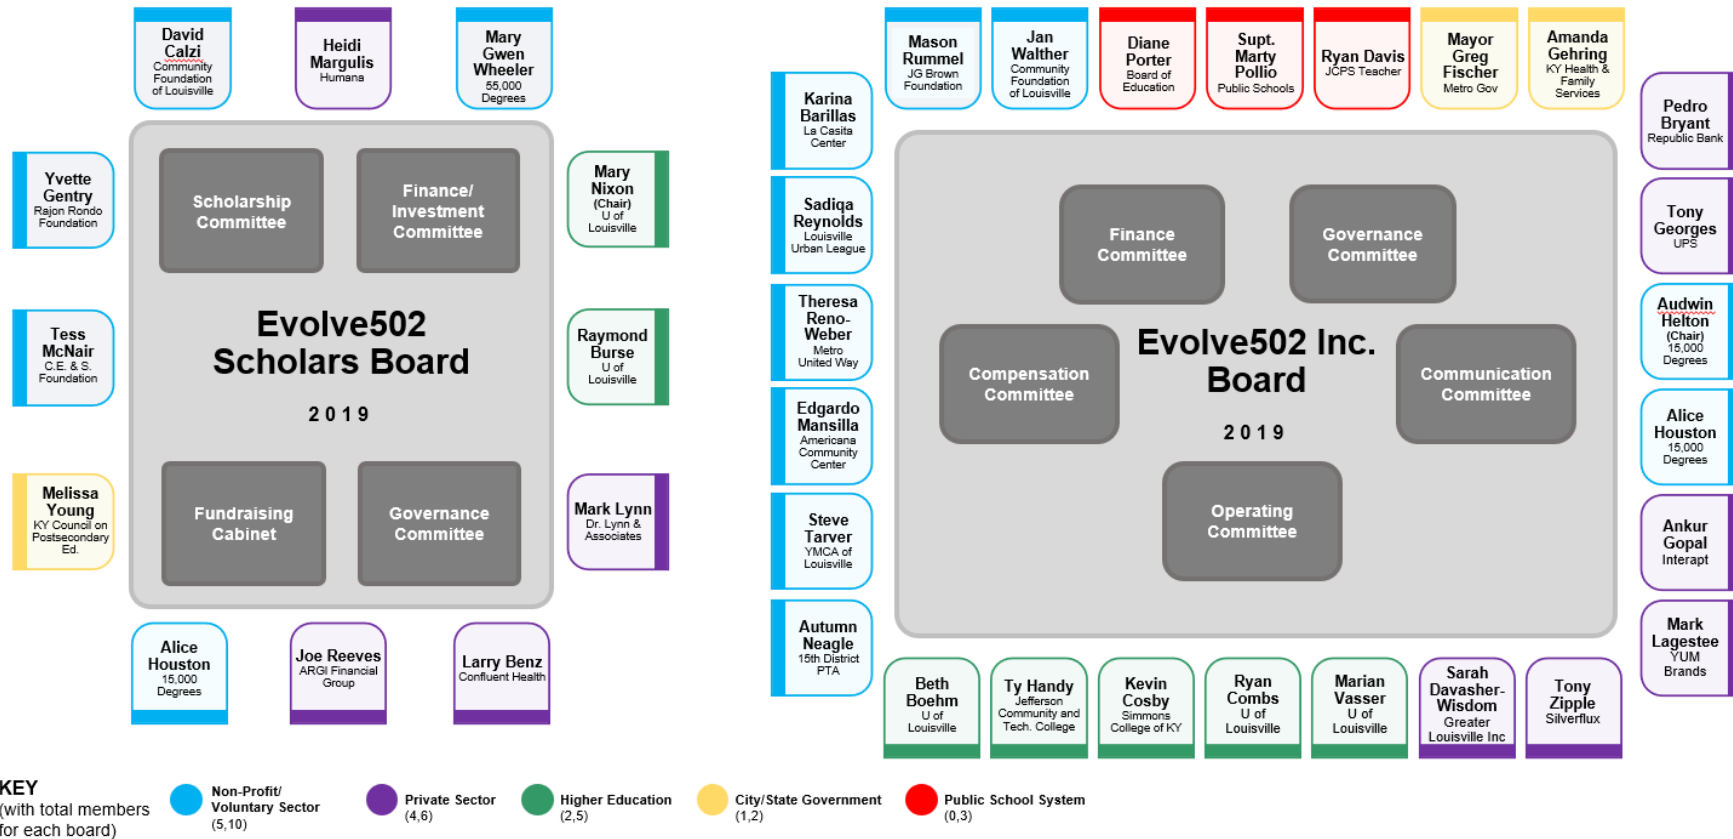 David
Calzi
Community
Foundation
of Louisville
Heidi
Margulis
Humana
Mary
Gwen
Wheeler
55,000
Degrees
Yvette
Gentry
Rajon Rondo
Foundation
Tess
McNair
C.E. & S.
Foundation
Melissa
Young
KY Council on
Postsecondary
Ed.
Scholarship
Committee
Finance/
Investment
Committee
Evolve502
Scholars Board
2019
Fundraising
Cabinet
Governance
Committee
Mary
Nixon
(Chair)
U of
Louisville
Raymond
Burse
U of
Louisville
Mark Lynn
Dr. Lynn &
Associates
Alice
Houston
15,000
Degrees
Joe Reeves
ARGI Financial
Group
Larry Benz
Confluent Health
Mason
Rummel
JG Brown
Foundation
Jan
Walther
Community
Foundation
of Louisville
Diane
Porter
Board of
Education
Supt.
Marty
Pollio
Public Schools
Ryan Davis
JCPS Teacher
Mayor
Greg
Fischer
Metro Gov
Amanda
Gehring
KY Health &
Family
Services
Karina
Barillas
La Casita
Center
Sadiqa
Reynolds
Louisville
Urban League
Theresa
Reno-
Weber
Metro
United Way
Edgardo
Mansilla
Americana
Community
Center
Steve
Tarver
YMCA of
Louisville
Autumn
Neagle
15th District
PTA
Finance
Committee
Governance
Committee
Compensation
Committee
Evolve502 Inc.
Board
2019
Communication
Committee
Operating
Committee
Pedro
Bryant
Republic Bank
Tony
Georges
UPS
Audwin
Helton
(Chair)
15,000
Degrees
Alice
Houston
15,000
Degrees
Ankur
Gopal
Interapt
Mark
Lagestee
YUM
Brands
Beth
Boehm
U of
Louisville
Ty Handy
Jefferson
Community and
Tech. College
Kevin
Cosby
Simmons
College of KY
Ryan
Combs
U of
Louisville
Marian
Vasser
U of
Louisville
Sarah
Davasher-
Wisdom
Greater
Louisville Inc
Tony
Zipple
Silverflux
KEY
(with total members
for each board)
Non-Profit/
Voluntary Sector
(5,10)
Private Sector
(4,6)
Higher Education
(2,5)
City/State Government
(1,2)
Public School System
(0,3)